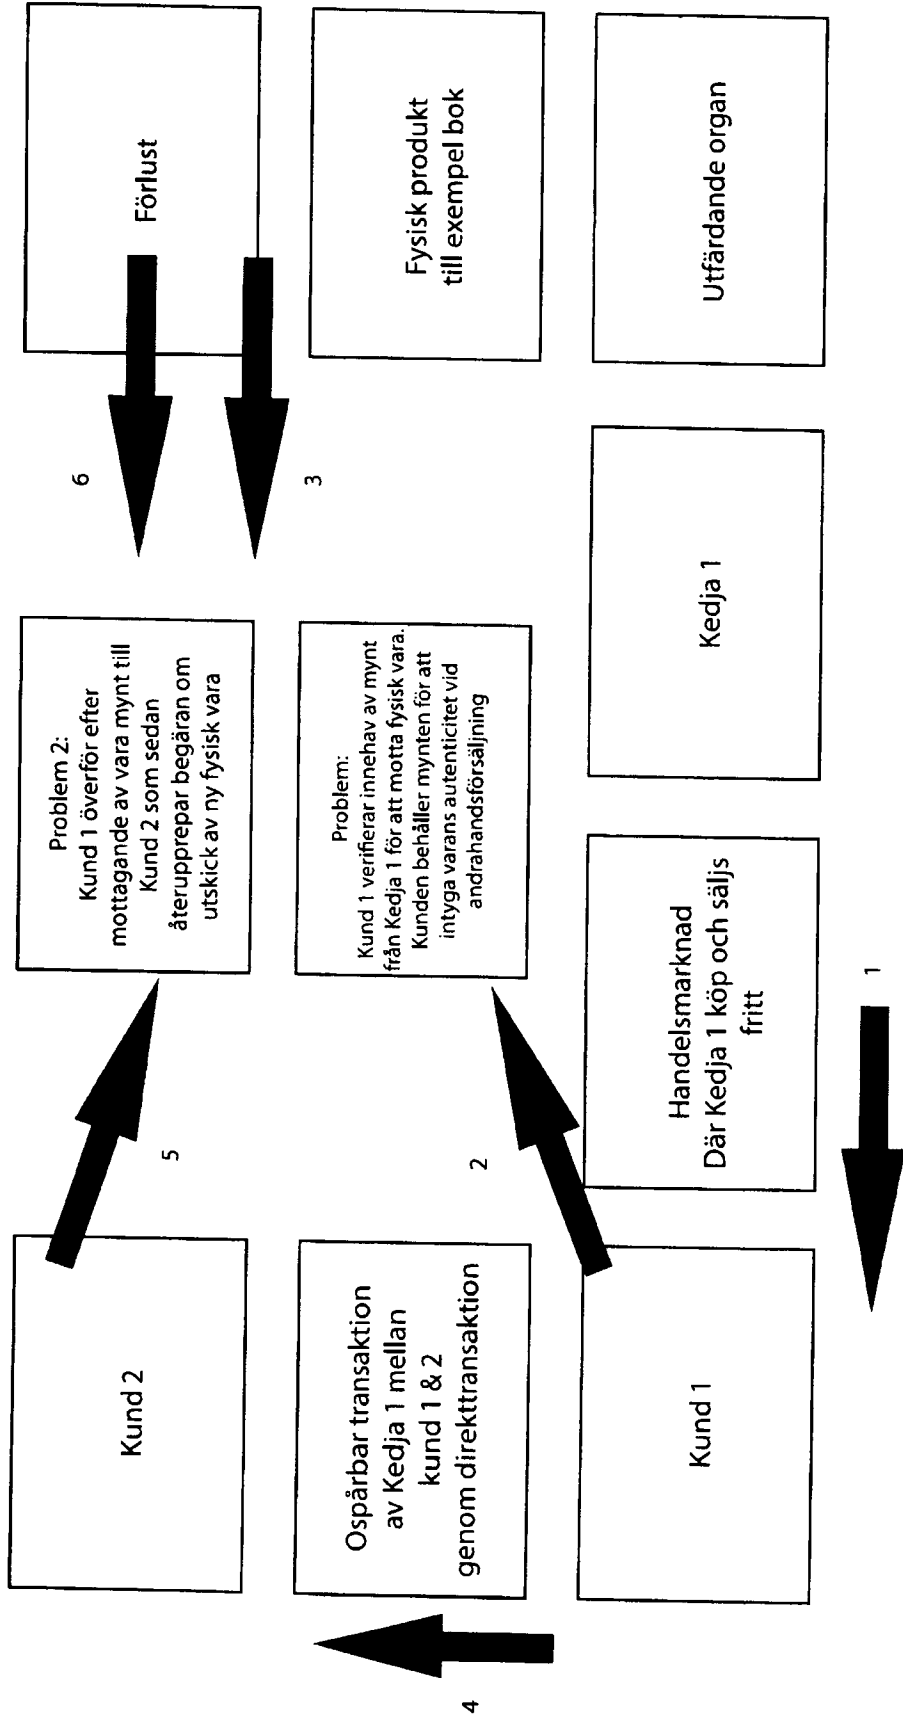 Kund 2
5
Problem 2:
Kund 1 överför efter
mottagande av vara mynt till
Kund 2 som sedan
återupprepar begäran om
utskick av ny fysisk vara
6
Förlust
4
Ospårbar transaktion
av Kedja 1 mellan
kund 1 & 2
genom direkttransaktion
2
Problem:
Kund 1 verifierar innehav av mynt
från Kedja 1 för att motta fysisk vara.
Kunden behåller mynten för att
intyga varans autenticitet vid
andrahandsförsäljning
3
Fysisk produkt
till exempel bok
Kund 1
Handelsmarknad
Där Kedja 1 köp och säljs
fritt
Kedja 1
Utfärdande organ
1